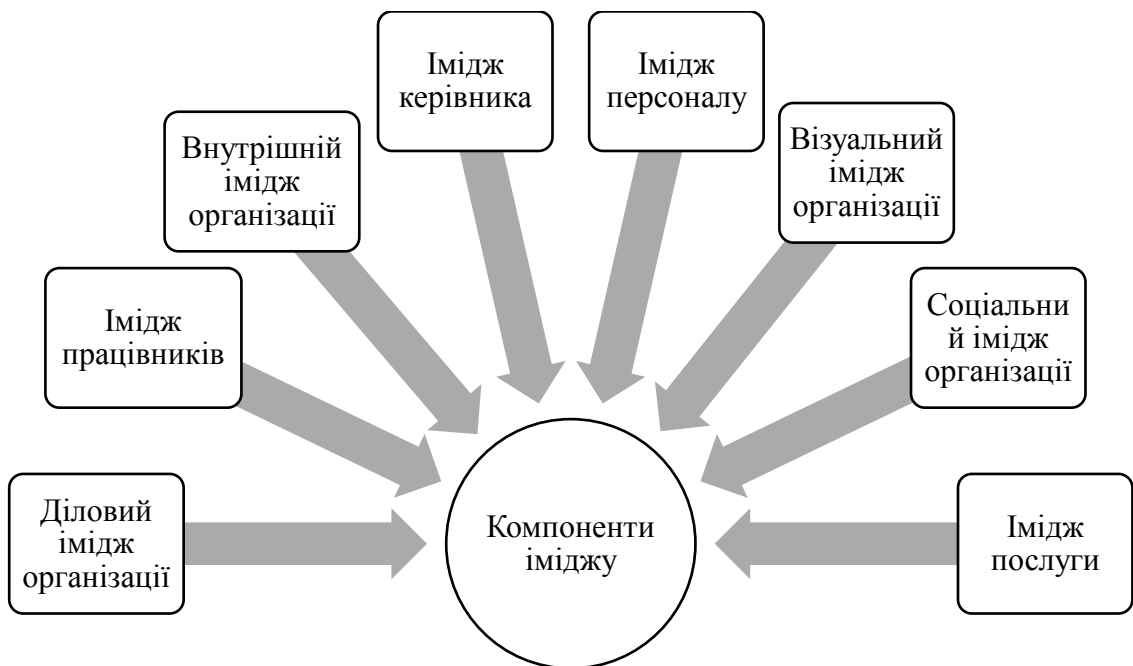 Імідж
керівника
Імідж
персоналу
Внутрішній
імідж
організації
Візуальний
імідж
організації
Імідж
працівників
Соціальни
й імідж
організації
Діловий
імідж
організації
Компоненти
іміджу
Імідж
послуги